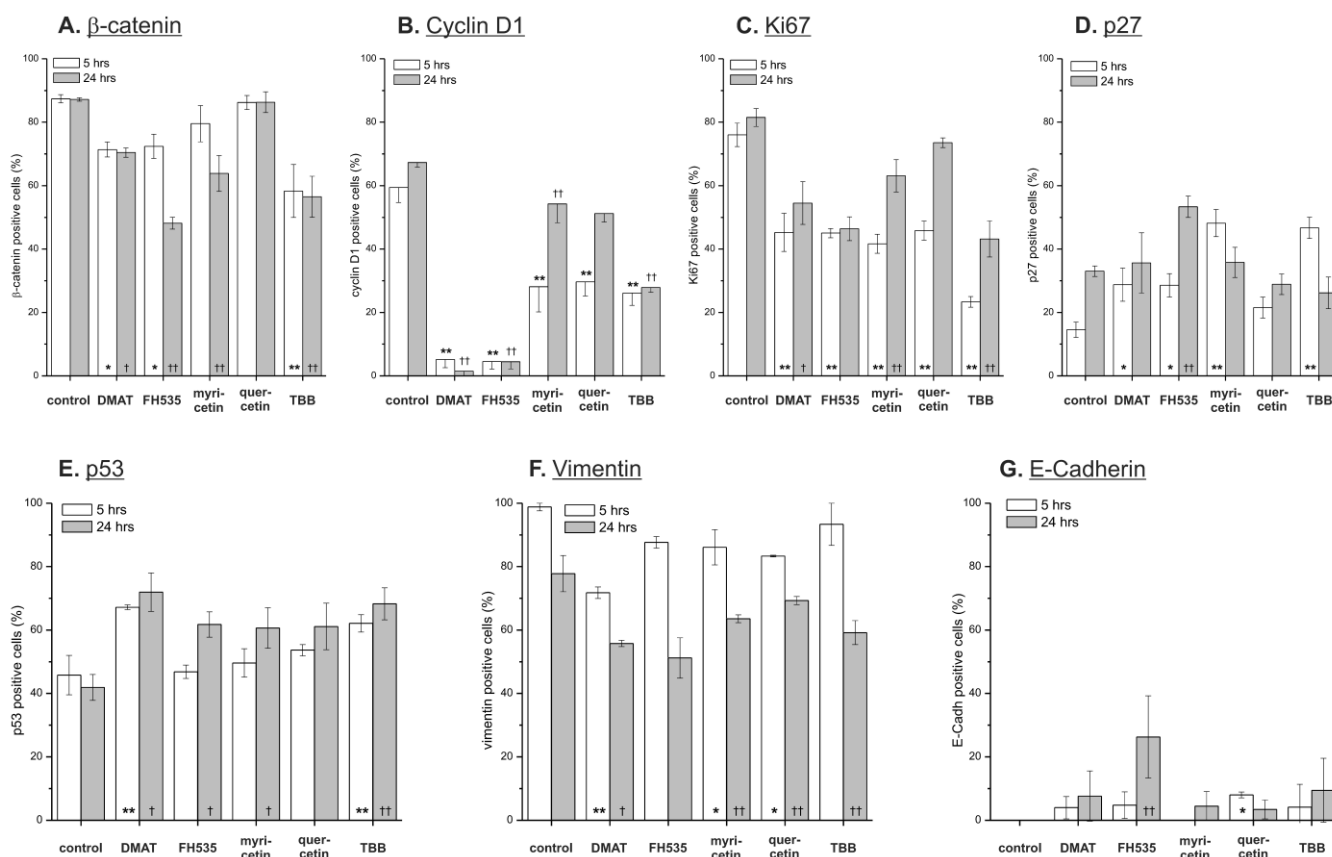 A. β-catenin
100
80
60
40
20
0
β-catenin positive cells (%)
5 hrs
24 hrs
* † * †† †† ** ††
control DMAT FH535 myri-cetin quer-cetin TBB
B. Cyclin D1
100
80
60
40
20
0
cyclin D1 positive cells (%)
5 hrs
24 hrs
** †† ** †† ** †† ** ** ††
control DMAT FH535 myri-cetin quer-cetin TBB
C. Ki67
100
80
60
40
20
0
Ki67 positive cells (%)
5 hrs
24 hrs
** † ** ** †† ** ** ††
control DMAT FH535 myri-cetin quer-cetin TBB
D. p27
100
80
60
40
20
0
p27 positive cells (%)
5 hrs
24 hrs
* * †† ** **
control DMAT FH535 myri-cetin quer-cetin TBB
E. p53
100
80
60
40
20
0
p53 positive cells (%)
5 hrs
24 hrs
** † † † ** ††
control DMAT FH535 myri-cetin quer-cetin TBB
F. Vimentin
100
80
60
40
20
0
vimentin positive cells (%)
5 hrs
24 hrs
** † * †† * †† ††
control DMAT FH535 myri-cetin quer-cetin TBB
G. E-Cadherin
100
80
60
40
20
0
E-Cadh positive cells (%)
5 hrs
24 hrs
†† *
control DMAT FH535 myri-cetin quer-cetin TBB